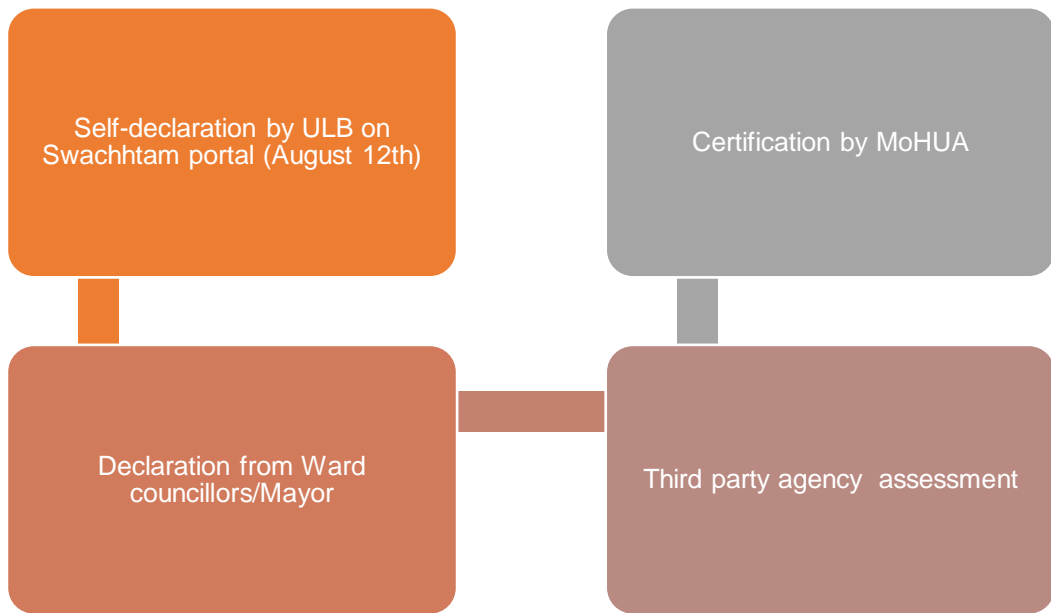 Self-declaration by ULB on
Swachhtam portal (August 12th)
Declaration from Ward
councillors/Mayor
Third party agency  assessment
Certification by MoHUA